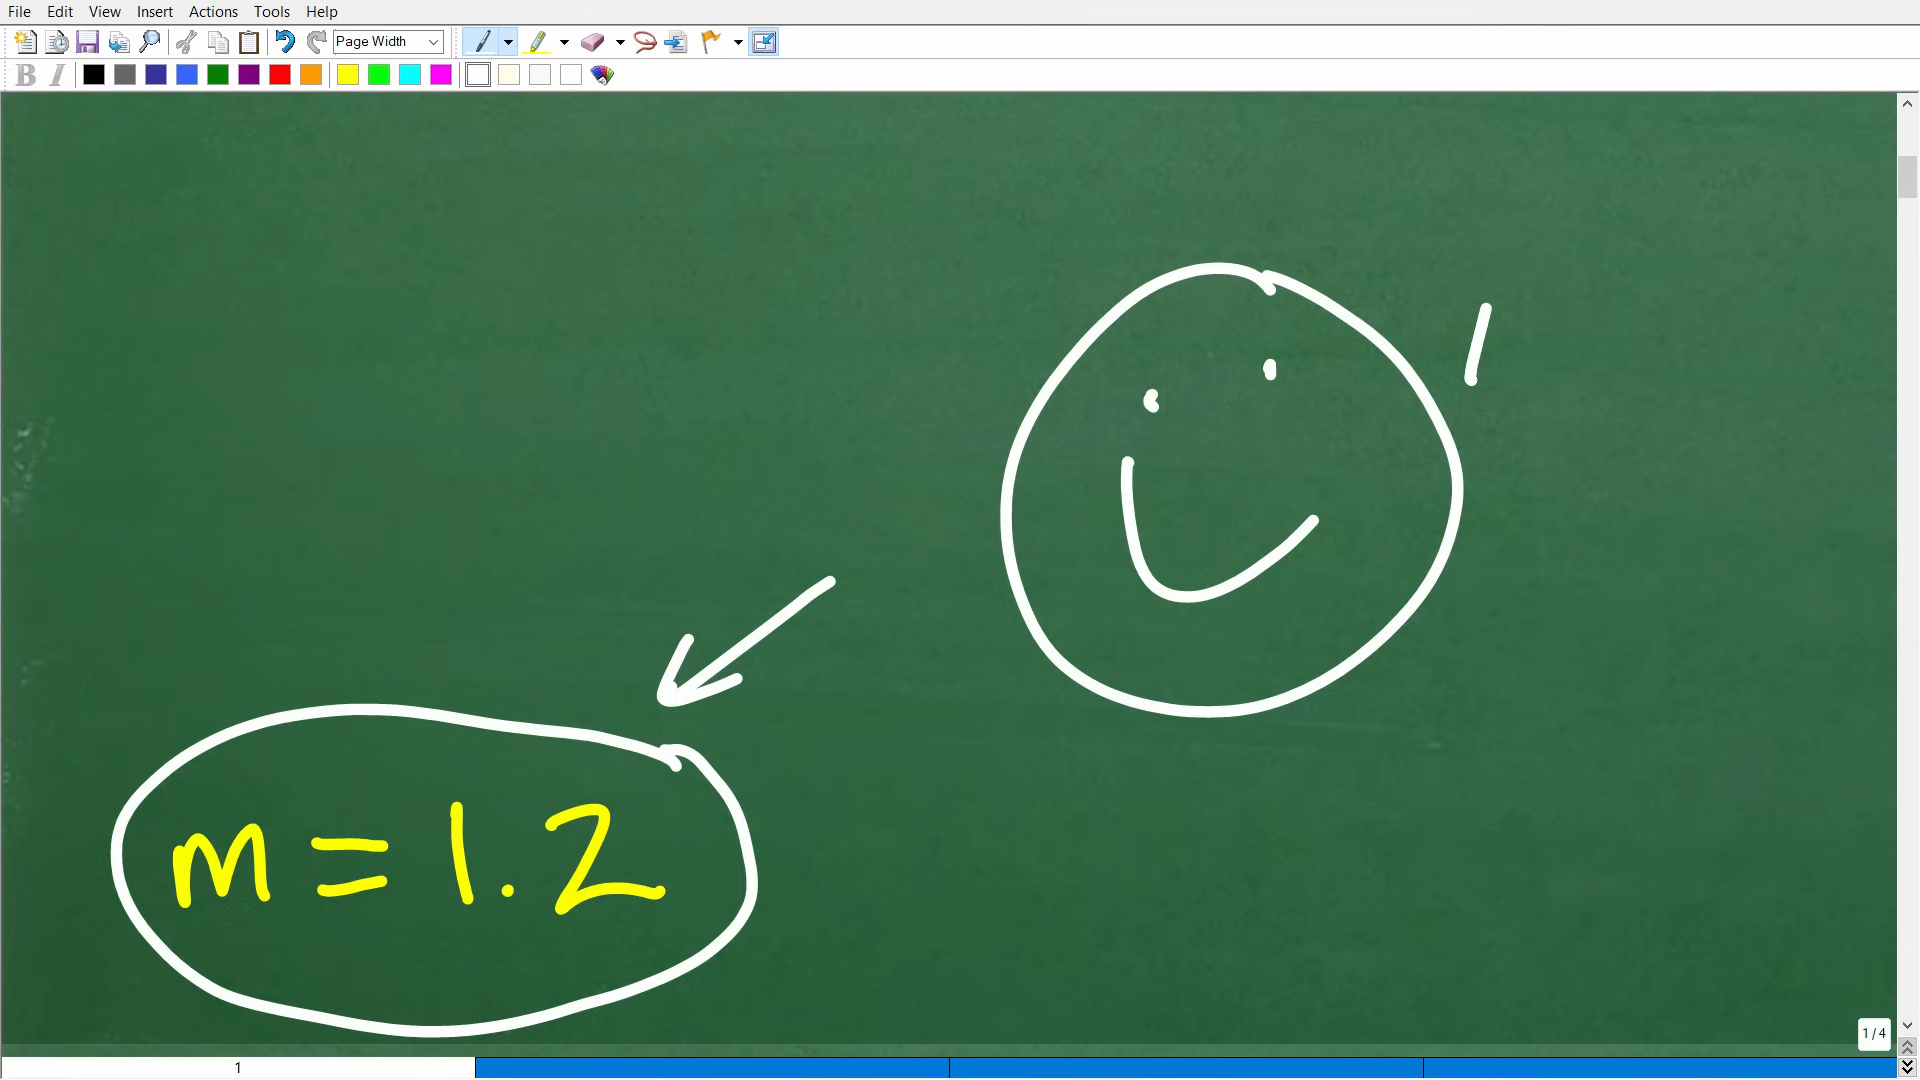 File Edit View Insert Actions Tools Help
Page Width
B I
m = 1.2
1 / 4
1